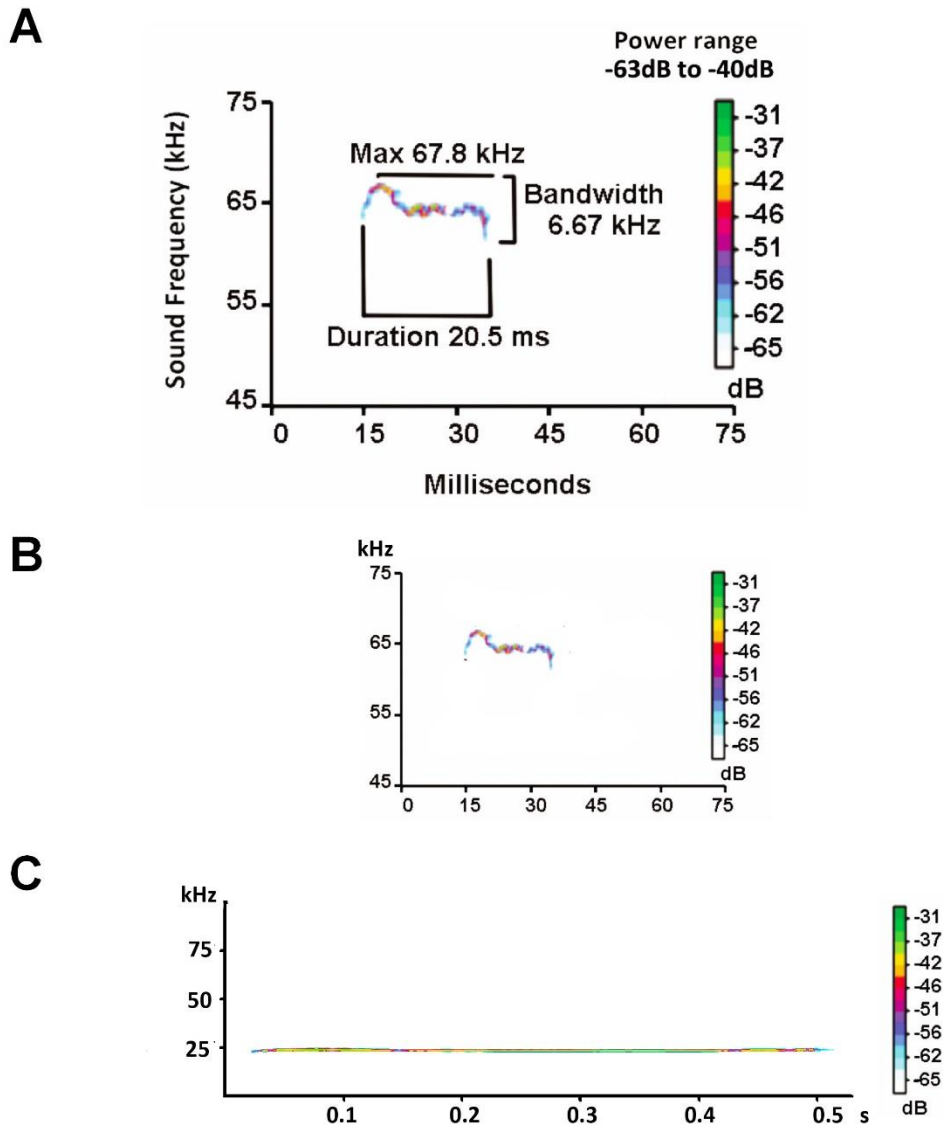 A
Power range
-63dB to -40dB
Sound Frequency (kHz)
75
65
55
45
Max 67.8 kHz
Bandwidth
6.67 kHz
Duration 20.5 ms
-31
-37
-42
-46
-51
-56
-62
-65
dB
0 15 30 45 60 75
Milliseconds
B
kHz
75
65
55
45
0 15 30 45 60 75
-31
-37
-42
-46
-51
-56
-62
-65
dB
C
kHz
75
50
25
0.1 0.2 0.3 0.4 0.5 s
-31
-37
-42
-46
-51
-56
-62
-65
dB